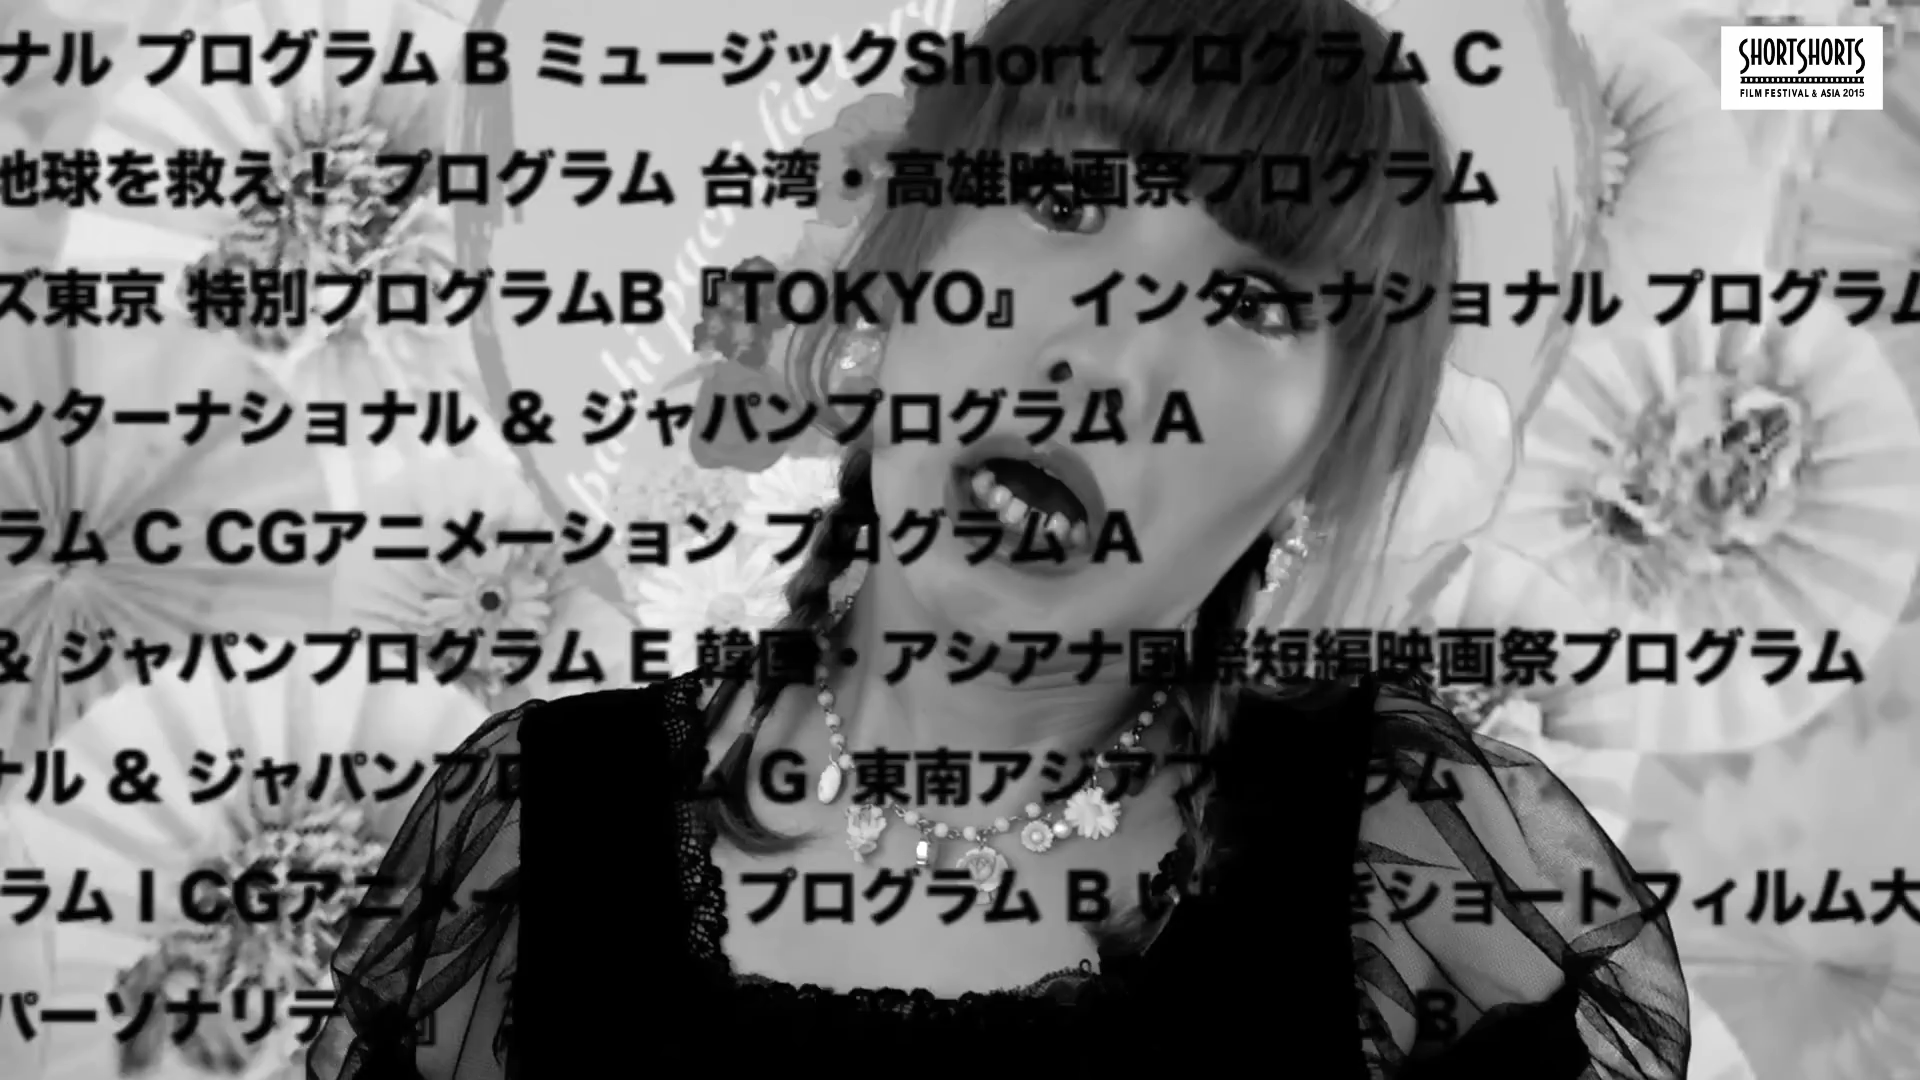 ナル プログラム B ミュージックShort プログラム C
SHORTSHORTS
FILM FESTIVAL & ASIA 2015
地球を救え！ プログラム 台湾・高雄映画祭プログラム
ズ東京 特別プログラムB『TOKYO』 インターナショナル プログラム
ンターナショナル & ジャパンプログラム A
ラム C CGアニメーション プログラム A
& ジャパンプログラム E 韓国・アシアナ国際短編映画祭プログラム
ナル & ジャパンプログラム G 東南アジアプログラム
ラム I CGアニメーション プログラム B ショートフィルム大
パーソナリティ B
pachi pachi factory